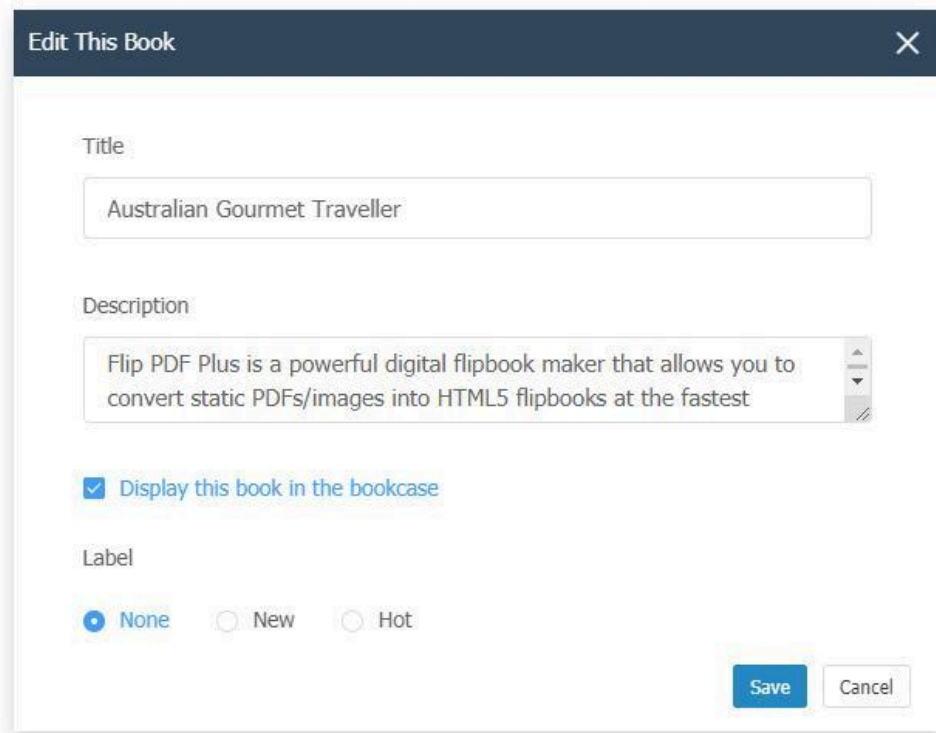 Edit This Book
Title
Australian Gourmet Traveller
Description
Flip PDF Plus is a powerful digital flipbook maker that allows you to
convert static PDFs/images into HTML5 flipbooks at the fastest
Display this book in the bookcase
Label
None New Hot
Save Cancel